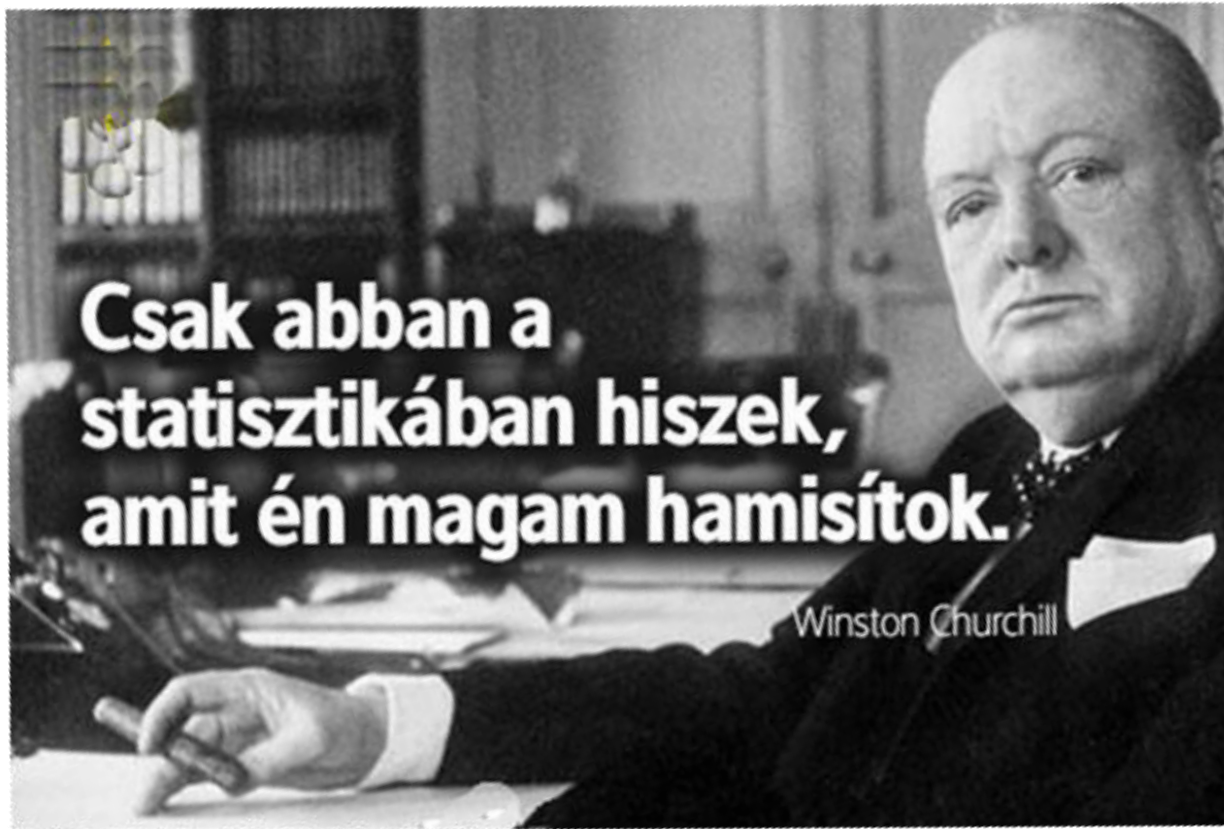 Csak abban a
statisztikában hiszek,
amit én magam hamisítok.
Winston Churchill